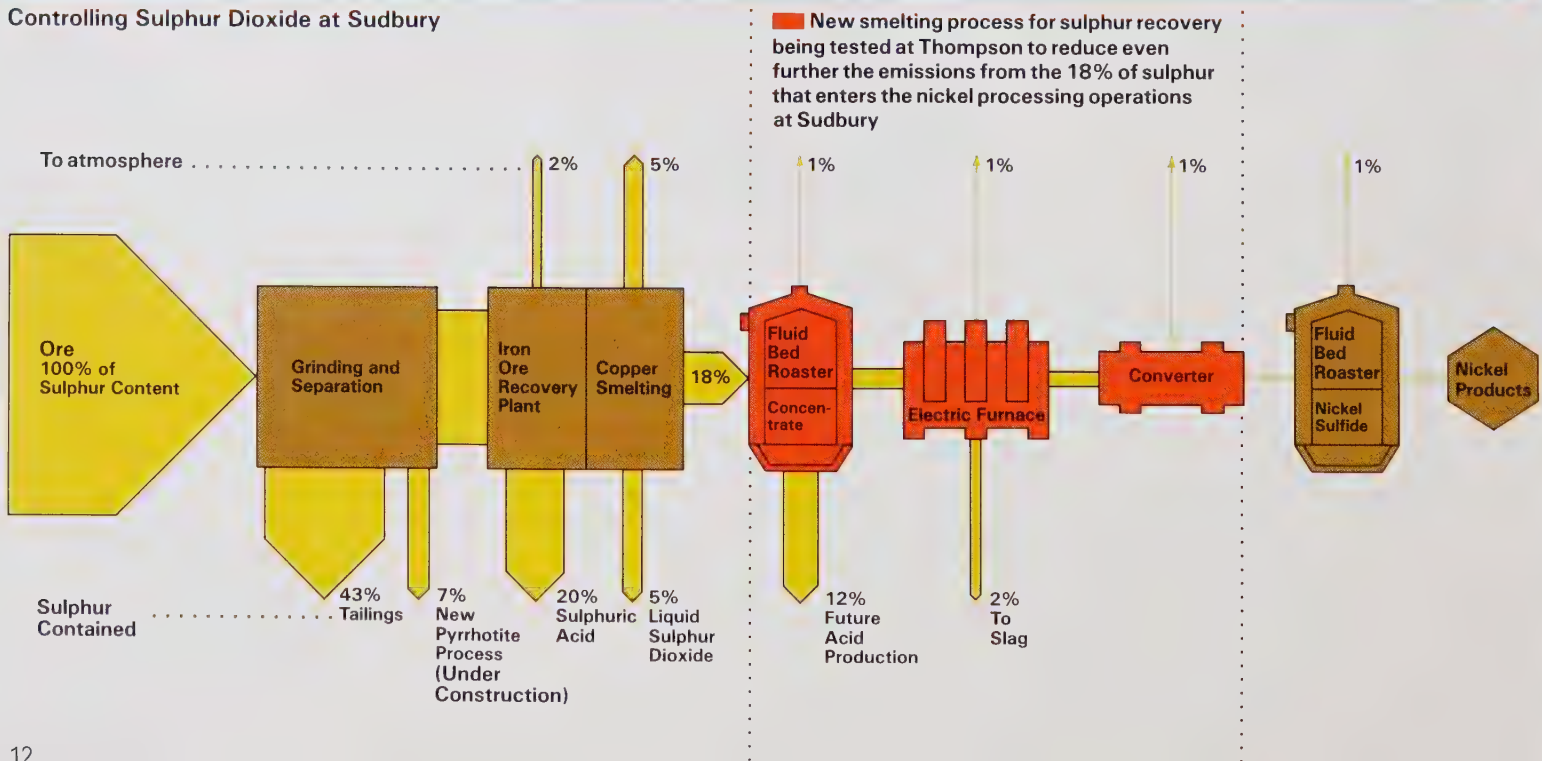 Controlling Sulphur Dioxide at Sudbury
New smelting process for sulphur recovery
being tested at Thompson to reduce even
further the emissions from the 18% of sulphur
that enters the nickel processing operations
at Sudbury
To atmosphere
2%
5%
1%
1%
1%
1%
Ore
100% of
Sulphur Content
Grinding and
Separation
Iron
Ore
Recovery
Plant
Copper
Smelting
18%
Fluid
Bed
Roaster
Concen-
trate
Electric Furnace
Converter
Fluid
Bed
Roaster
Nickel
Sulfide
Nickel
Products
Sulphur
Contained
43%
Tailings
7%
New
Pyrrhotite
Process
(Under
Construction)
20%
Sulphuric
Acid
5%
Liquid
Sulphur
Dioxide
12%
Future
Acid
Production
2%
To
Slag
12